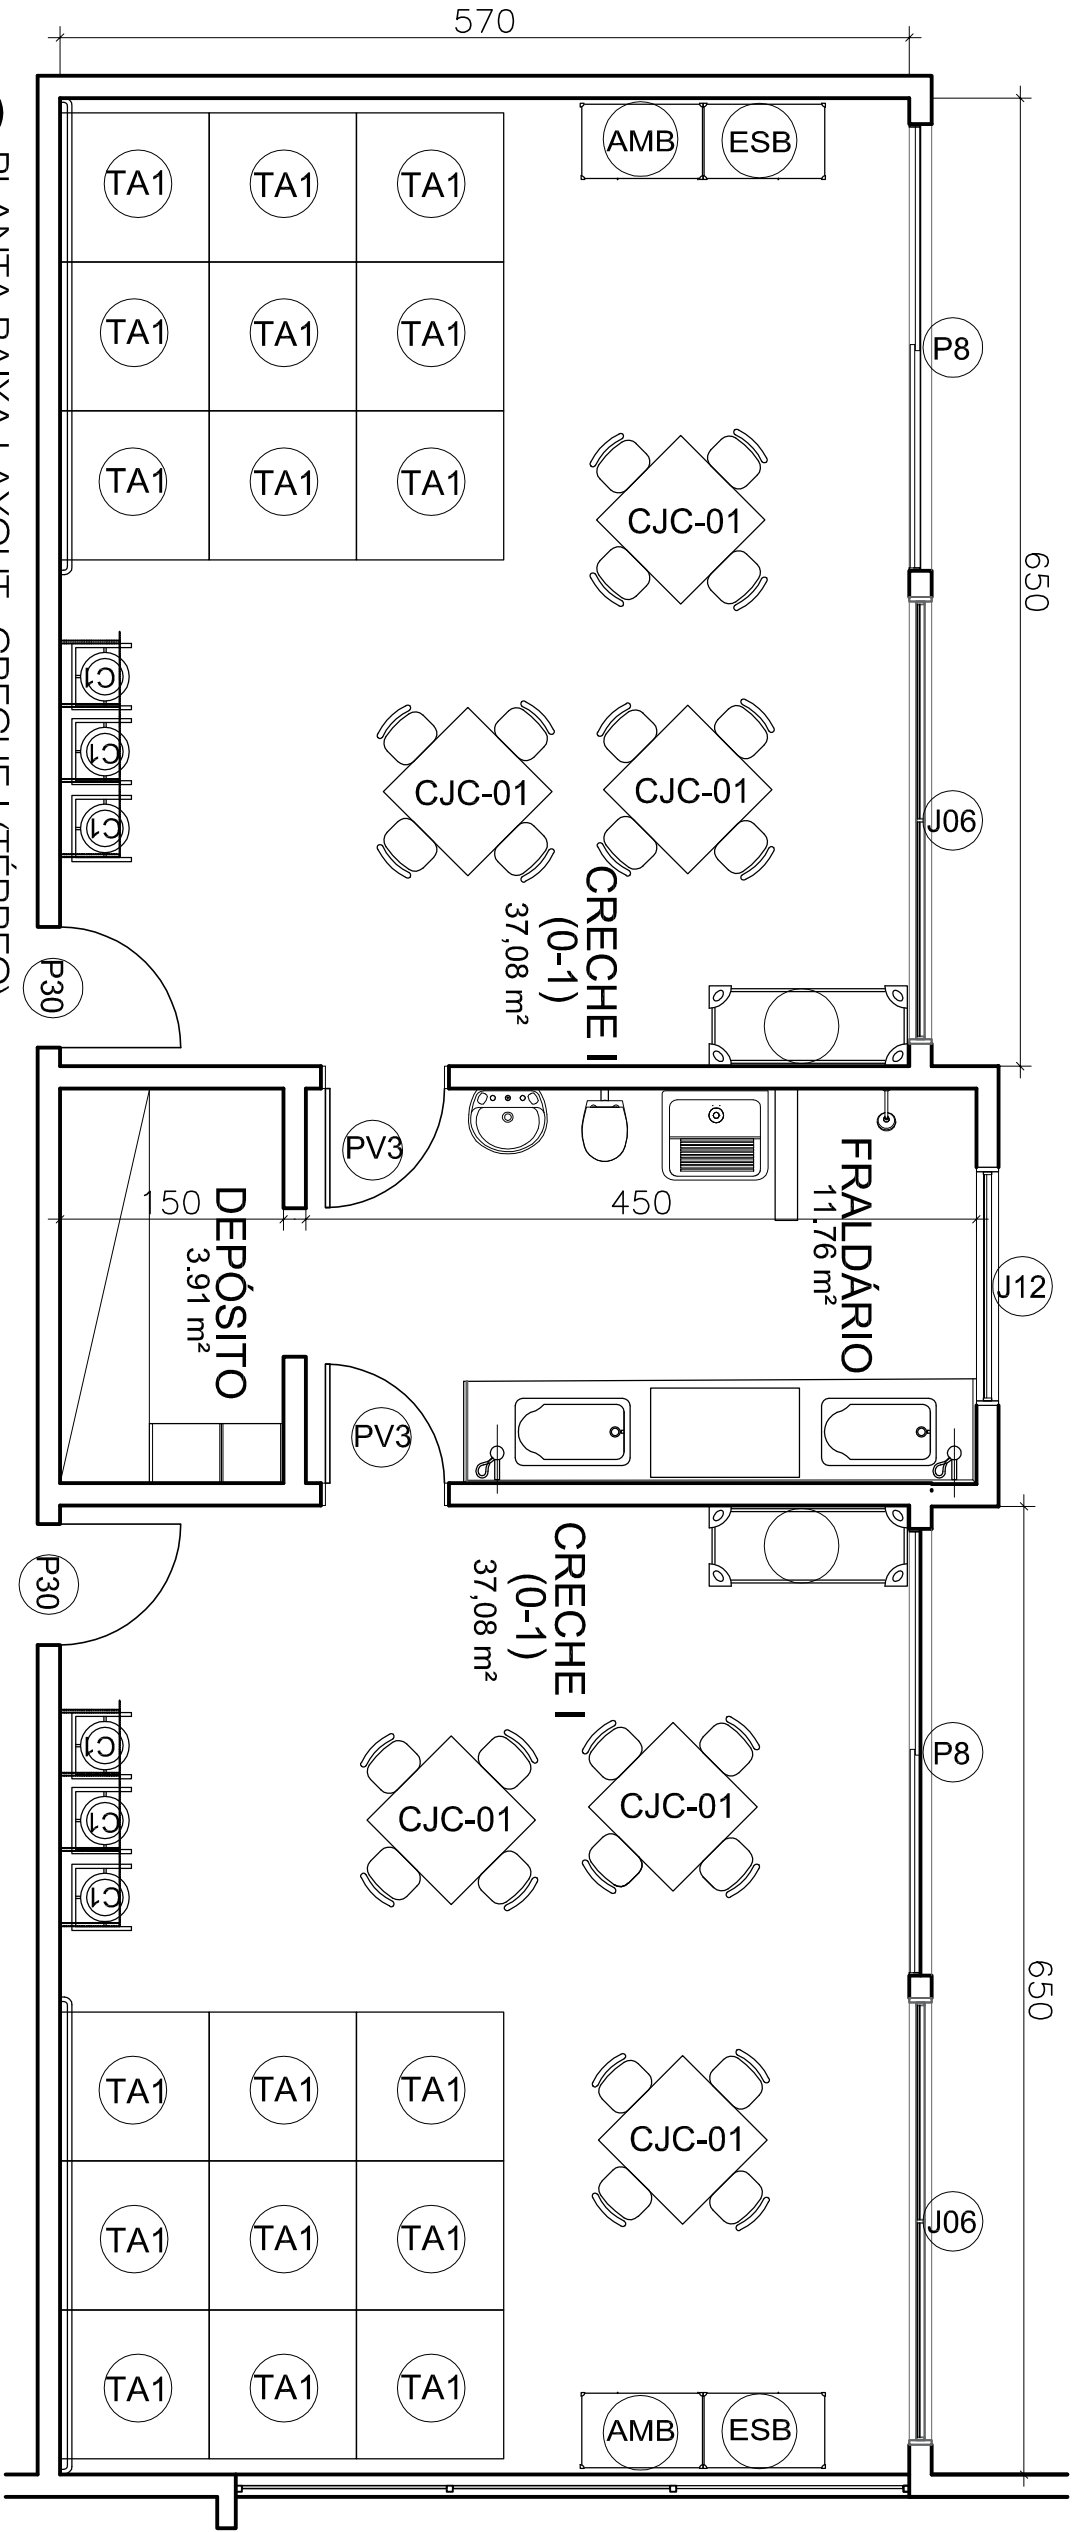 570
AMB
ESB
TA1
TA1
TA1
650
P8
TA1
TA1
TA1
TA1
TA1
TA1
CJC-01
C1
C1
C1
CJC-01
CJC-01
J06
CRECHE I
(0-1)
37,08 m²
P30
PV3
FRALDÁRIO
11.76 m²
150
450
DEPÓSITO
3.91 m²
J12
PV3
P30
CRECHE I
(0-1)
37,08 m²
P8
C1
C1
C1
CJC-01
CJC-01
650
TA1
TA1
TA1
CJC-01
TA1
TA1
TA1
J06
TA1
TA1
TA1
AMB
ESB